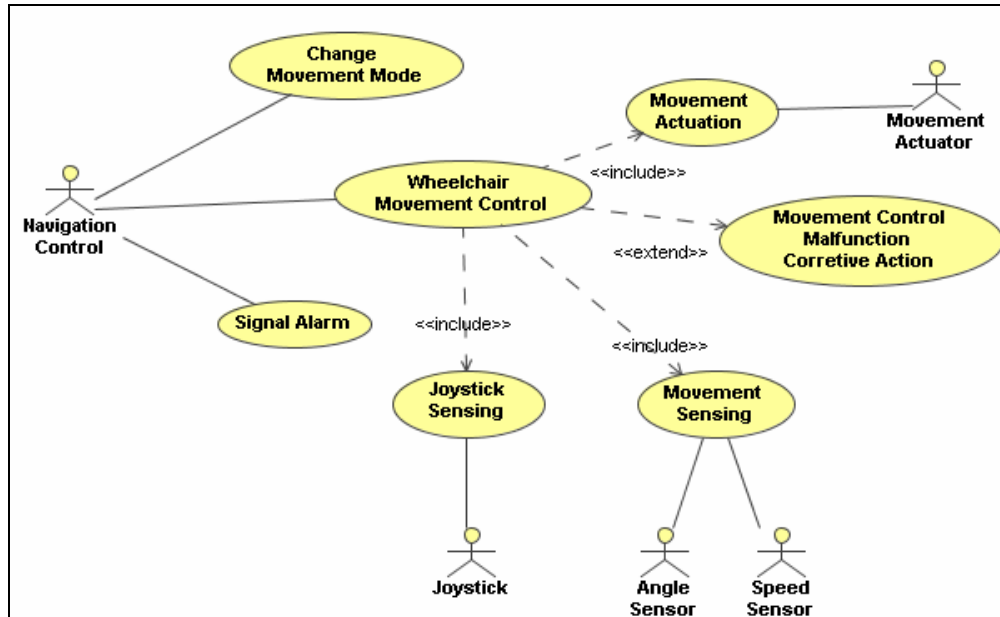 Change
Movement Mode
Movement
Actuation
Movement
Actuator
<<include>>
Wheelchair
Movement Control
Navigation
Control
Movement Control
Malfunction
Corretive Action
<<extend>>
Signal Alarm
<<include>>
<<include>>
Joystick
Sensing
Movement
Sensing
Joystick
Angle
Sensor
Speed
Sensor